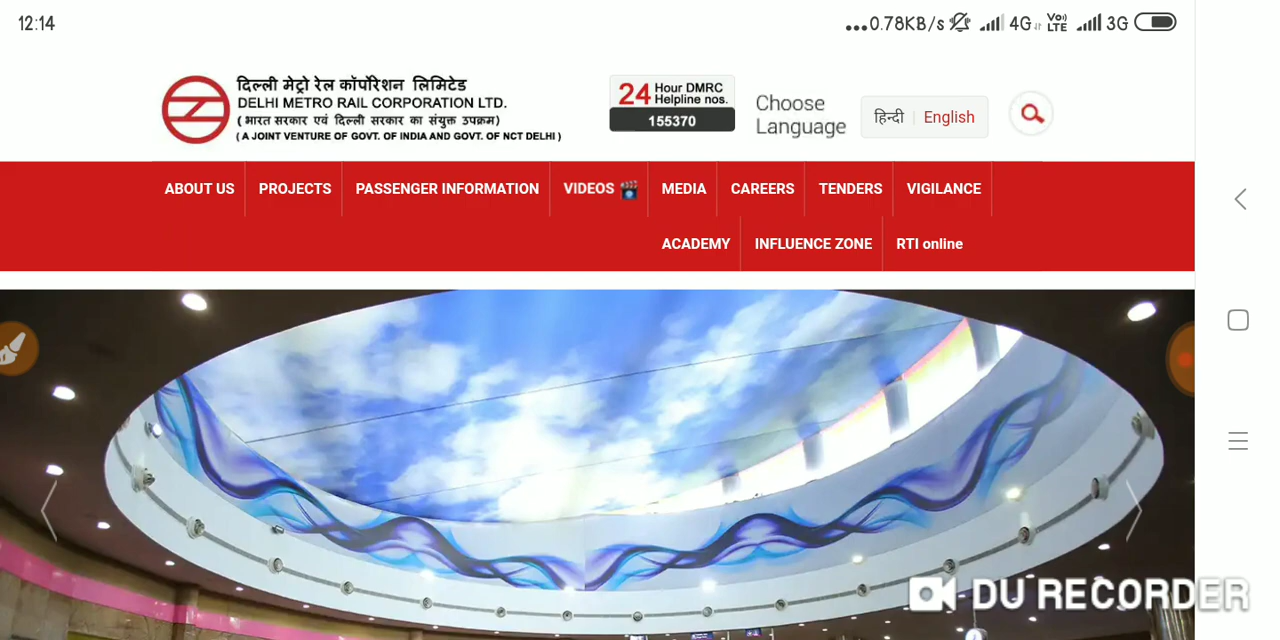 12:14
...0.78KB/s 4G Vo) LTE 3G
दिल्ली मेट्रो रेल कॉर्पोरेशन लिमिटेड
DELHI METRO RAIL CORPORATION LTD.
( भारत सरकार एवं दिल्ली सरकार का संयुक्त उपक्रम)
( A JOINT VENTURE OF GOVT. OF INDIA AND GOVT. OF NCT DELHI )
24 Hour DMRC Helpline nos.
155370
Choose Language
हिन्दी | English
ABOUT US PROJECTS PASSENGER INFORMATION VIDEOS MEDIA CAREERS TENDERS VIGILANCE
ACADEMY INFLUENCE ZONE RTI online
DU RECORDER